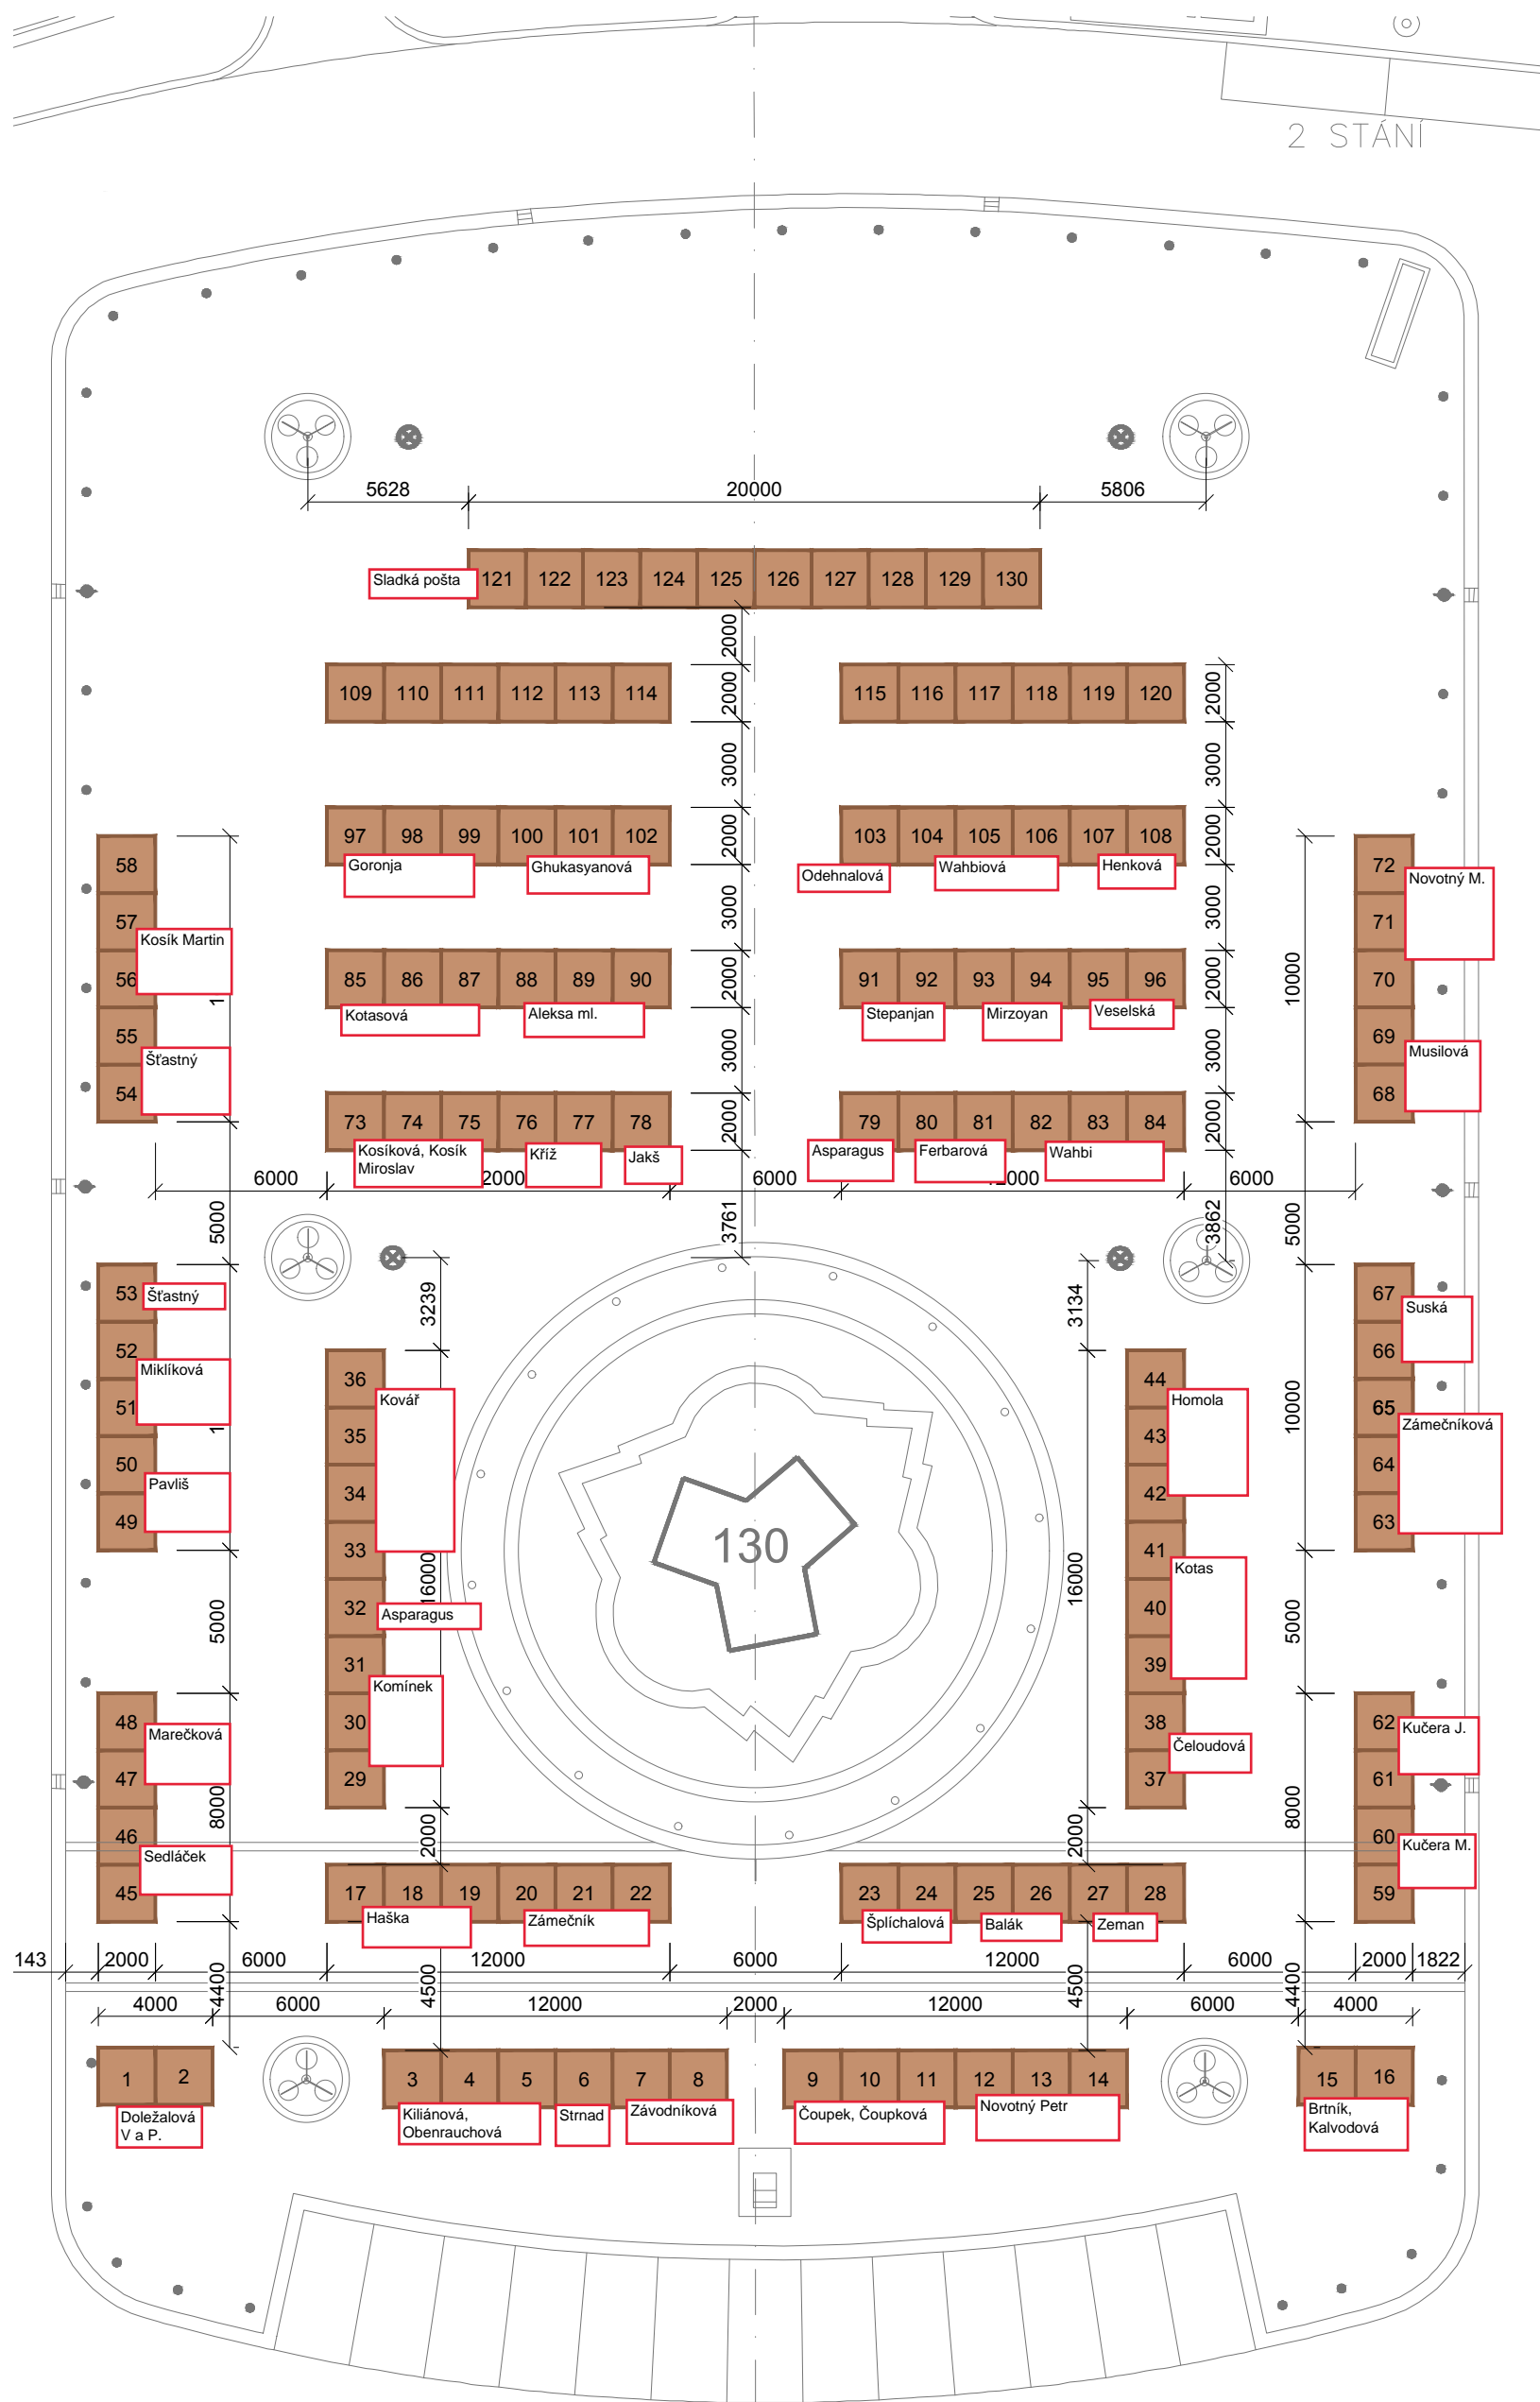 2 STÁNÍ
5628 20000 5806
Sladká pošta
121 122 123 124 125 126 127 128 129 130
2000
109 110 111 112 113 114
2000
115 116 117 118 119 120
2000
3000
3000
97 98 99 100 101 102
2000
103 104 105 106 107 108
2000
Goronja
Ghukasyanová
Odehnalová
Wahbiová
Henková
3000
3000
58
57
56
55
54
Kosík Martin
Šťastný
1
72
71
70
69
68
Novotný M.
Musilová
10000
85 86 87 88 89 90
2000
91 92 93 94 95 96
2000
Kotasová
Aleksa ml.
Stepanjan
Mirzoyan
Veselská
3000
3000
73 74 75 76 77 78
2000
79 80 81 82 83 84
2000
Kosíková, Kosík
Miroslav
Kříž
Jakš
Asparagus
Ferbarová
Wahbi
6000 2000 6000 6000
5000
3761
3862
5000
53
52
51
50
49
Šťastný
Miklíková
Pavliš
1
3239
3134
67
66
65
64
63
Suská
Zámečníková
10000
36
35
34
33
32
31
30
29
Kovář
Asparagus
Komínek
16000
130
44
43
42
41
40
39
38
37
Homola
Kotas
Čeloudová
16000
5000
5000
48
47
46
45
Marečková
Sedláček
8000
62
61
60
59
Kučera J.
Kučera M.
8000
2000
2000
17 18 19 20 21 22
23 24 25 26 27 28
Haška
Zámečník
Šplíchalová
Balák
Zeman
143 2000 6000 12000 6000 12000 6000 2000 1822
4400
4500
4500
4400
4000 6000 12000 2000 12000 6000 4000
1 2
3 4 5 6 7 8
9 10 11 12 13 14
15 16
Doležalová
V a P.
Kiliánová,
Obenrauchová
Strnad
Závodníková
Čoupek, Čoupková
Novotný Petr
Brtník,
Kalvodová